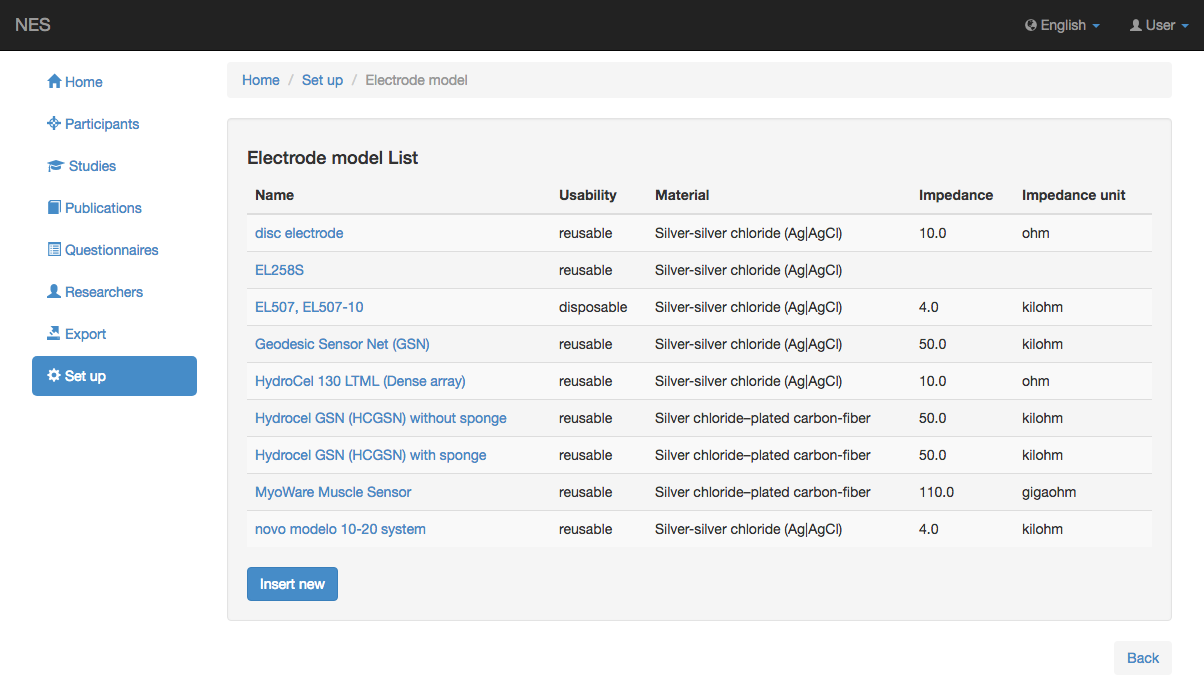 NES English User
Home
Participants
Studies
Publications
Questionnaires
Researchers
Export
Set up
Home / Set up / Electrode model
Electrode model List
Name Usability Material Impedance Impedance unit
disc electrode reusable Silver-silver chloride (Ag|AgCl) 10.0 ohm
EL258S reusable Silver-silver chloride (Ag|AgCl)
EL507, EL507-10 disposable Silver-silver chloride (Ag|AgCl) 4.0 kilohm
Geodesic Sensor Net (GSN) reusable Silver-silver chloride (Ag|AgCl) 50.0 kilohm
HydroCel 130 LTML (Dense array) reusable Silver-silver chloride (Ag|AgCl) 10.0 ohm
Hydrocel GSN (HCGSN) without sponge reusable Silver chloride–plated carbon-fiber 50.0 kilohm
Hydrocel GSN (HCGSN) with sponge reusable Silver chloride–plated carbon-fiber 50.0 kilohm
MyoWare Muscle Sensor reusable Silver chloride–plated carbon-fiber 110.0 gigaohm
novo modelo 10-20 system reusable Silver-silver chloride (Ag|AgCl) 4.0 kilohm
Insert new
Back